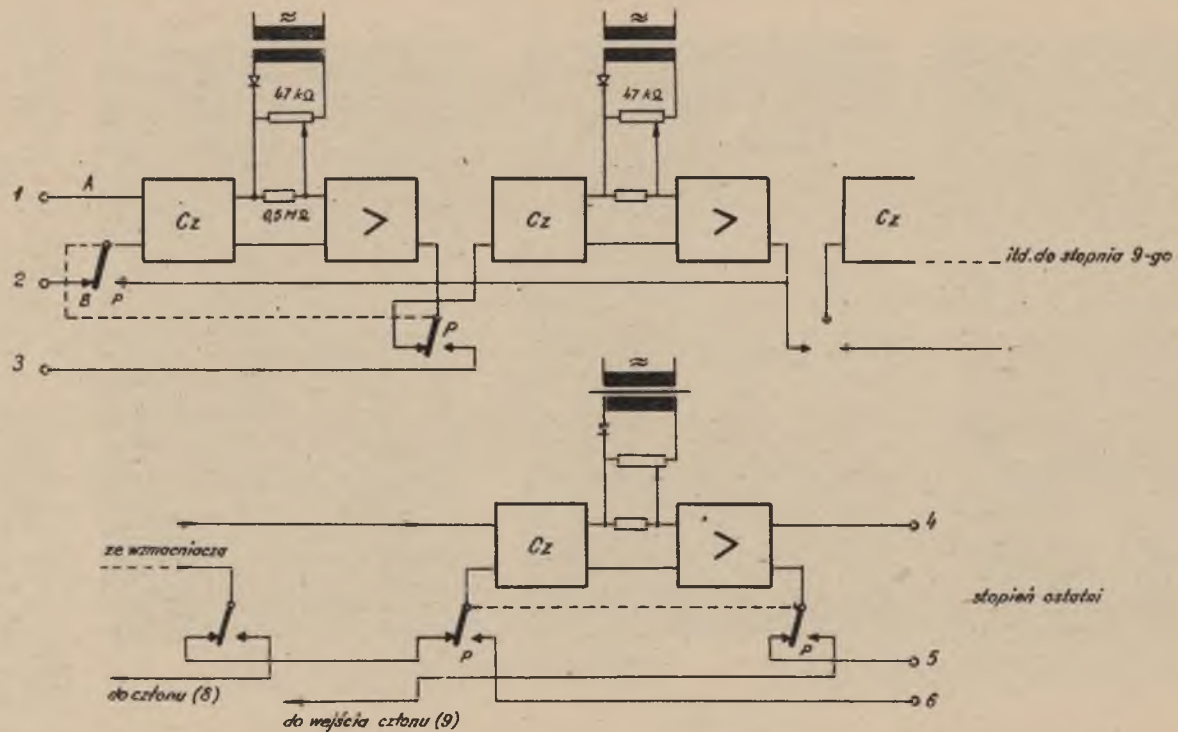 ≈
≈
47 kΩ
47 kΩ
1
A
Cz
0,5 MΩ
>
Cz
>
Cz
2
B
P
itd. do stopnia 9-go
3
P
≈
ze wzmacniacza
Cz
>
4
stopień ostatni
P
P
5
do członu (8)
6
do wejścia członu (9)